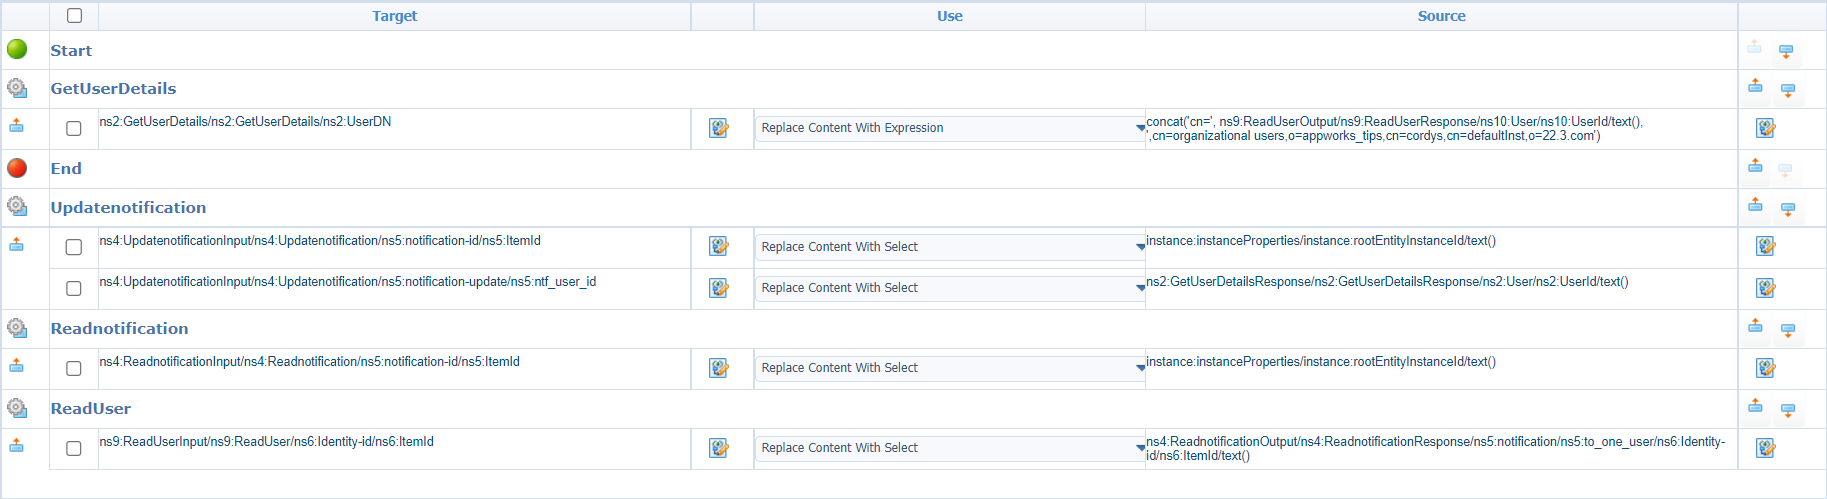 Target Use Source
Start
GetUserDetails
ns2:GetUserDetails/ns2:GetUserDetails/ns2:UserDN Replace Content With Expression concat('cn=', ns9:ReadUserOutput/ns9:ReadUserResponse/ns10:User/ns10:UserId/text(),
',cn=organizational users,o=appworks_tips,cn=cordys,cn=defaultInst,o=22.3.com')
End
Updatenotification
ns4:UpdatenotificationInput/ns4:Updatenotification/ns5:notification-id/ns5:ItemId Replace Content With Select instance:instanceProperties/instance:rootEntityInstanceId/text()
ns4:UpdatenotificationInput/ns4:Updatenotification/ns5:notification-update/ns5:ntf_user_id Replace Content With Select ns2:GetUserDetailsResponse/ns2:GetUserDetailsResponse/ns2:User/ns2:UserId/text()
Readnotification
ns4:ReadnotificationInput/ns4:Readnotification/ns5:notification-id/ns5:ItemId Replace Content With Select instance:instanceProperties/instance:rootEntityInstanceId/text()
ReadUser
ns9:ReadUserInput/ns9:ReadUser/ns6:Identity-id/ns6:ItemId Replace Content With Select ns4:ReadnotificationOutput/ns4:ReadnotificationResponse/ns5:notification/ns5:to_one_user/ns6:Identity-
id/ns6:ItemId/text()